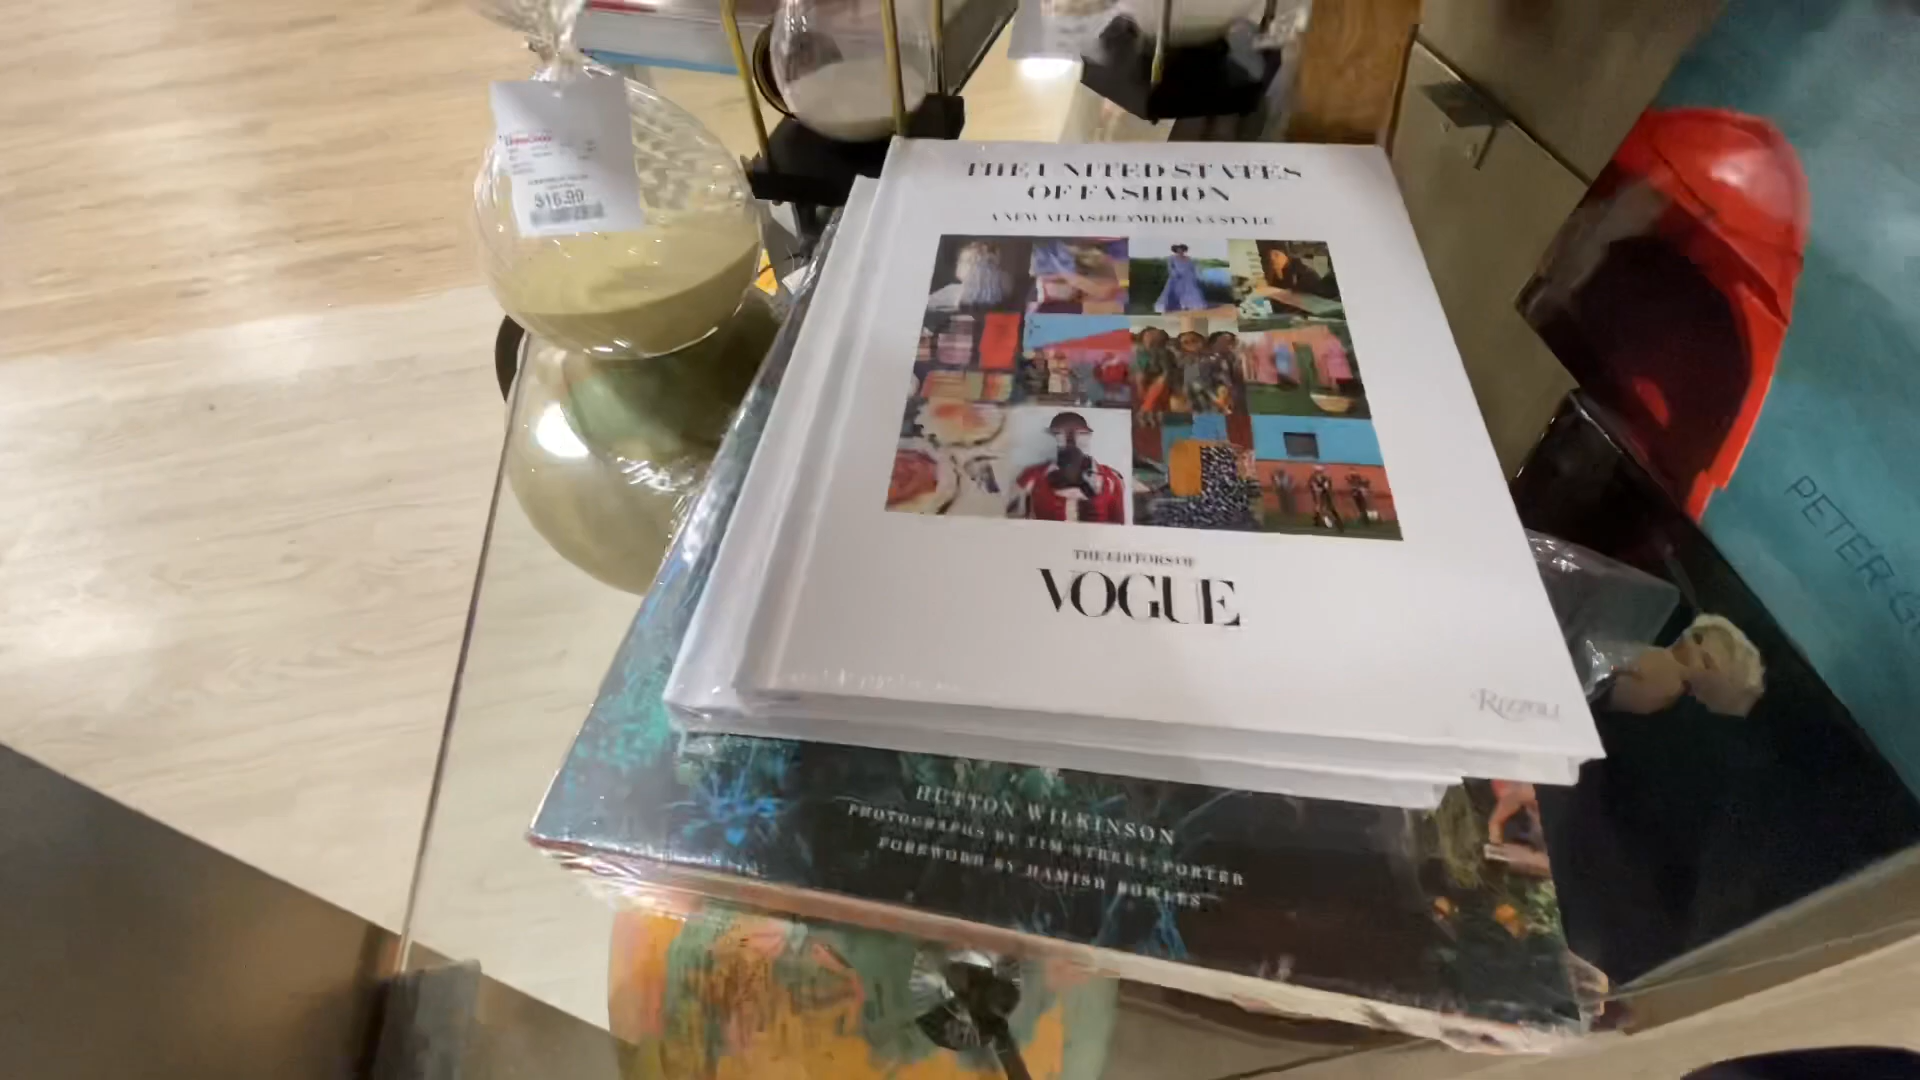 $16.99
THE UNITED STATES
OF FASHION
A NEW ATLAS OF AMERICAN STYLE
THE EDITORS OF
VOGUE
RIZZOLI
HUTTON WILKINSON
PHOTOGRAPHS BY TIM STREET-PORTER
FOREWORD BY HAMISH BOWLES
PETER G